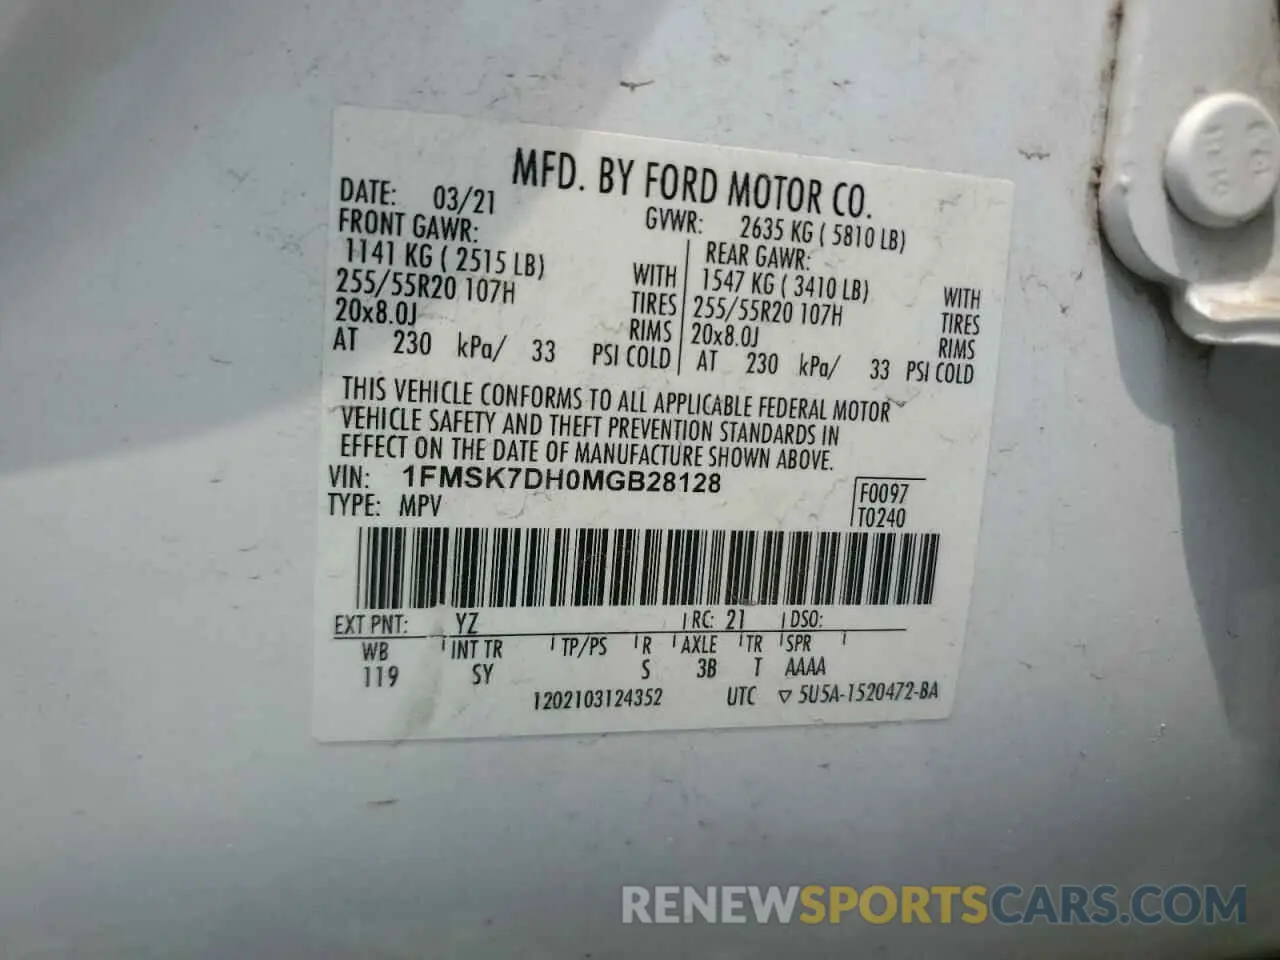 MFD. BY FORD MOTOR CO.
DATE: 03/21 GVWR: 2635 KG ( 5810 LB)
FRONT GAWR: REAR GAWR:
1141 KG ( 2515 LB) WITH 1547 KG ( 3410 LB) WITH
255/55R20 107H TIRES 255/55R20 107H TIRES
20x8.0J RIMS 20x8.0J RIMS
AT 230 kPa/ 33 PSI COLD AT 230 kPa/ 33 PSI COLD
THIS VEHICLE CONFORMS TO ALL APPLICABLE FEDERAL MOTOR
VEHICLE SAFETY AND THEFT PREVENTION STANDARDS IN
EFFECT ON THE DATE OF MANUFACTURE SHOWN ABOVE.
VIN: 1FMSK7DH0MGB28128 F0097
TYPE: MPV T0240
EXT PNT: YZ RC: 21 DSO:
WB INT TR TP/PS R AXLE TR SPR
119 SY S 3B T AAAA
1202103124352 UTC ▽ 5U5A-1520472-BA
RENEWSPORTSCARS.COM